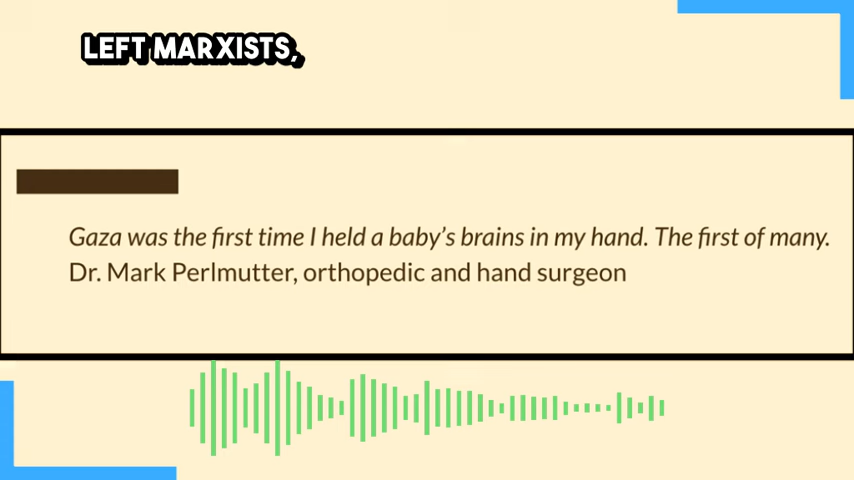 LEFT MARXISTS,
Gaza was the first time I held a baby's brains in my hand. The first of many.
Dr. Mark Perlmutter, orthopedic and hand surgeon